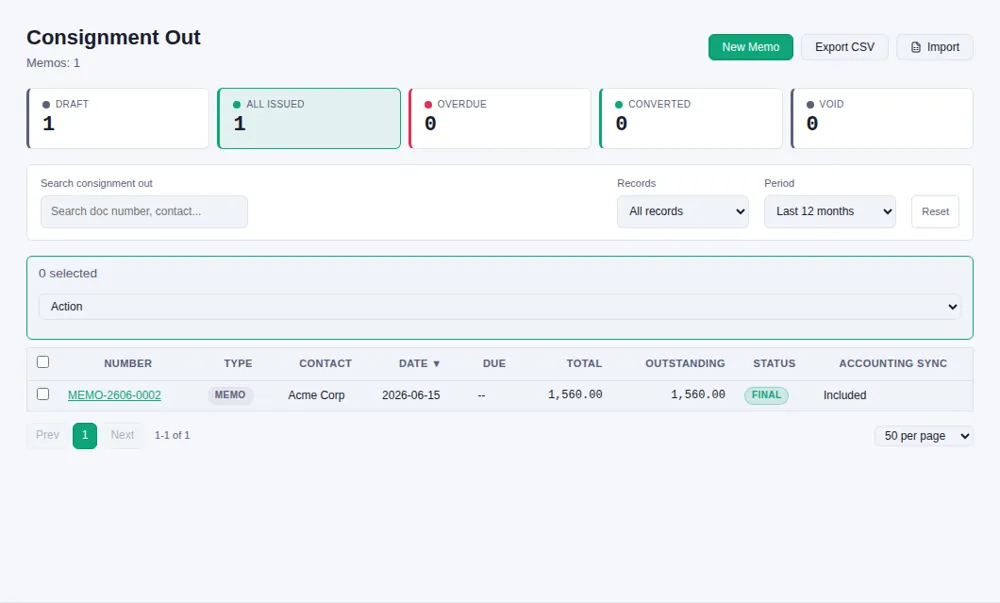 Consignment Out
Memos: 1
New Memo
Export CSV
Import
DRAFT
1
ALL ISSUED
1
OVERDUE
0
CONVERTED
0
VOID
0
Search consignment out
Search doc number, contact...
Records
All records
Period
Last 12 months
Reset
0 selected
Action
NUMBER TYPE CONTACT DATE ▼ DUE TOTAL OUTSTANDING STATUS ACCOUNTING SYNC
MEMO-2606-0002 MEMO Acme Corp 2026-06-15 -- 1,560.00 1,560.00 FINAL Included
Prev 1 Next 1-1 of 1
50 per page